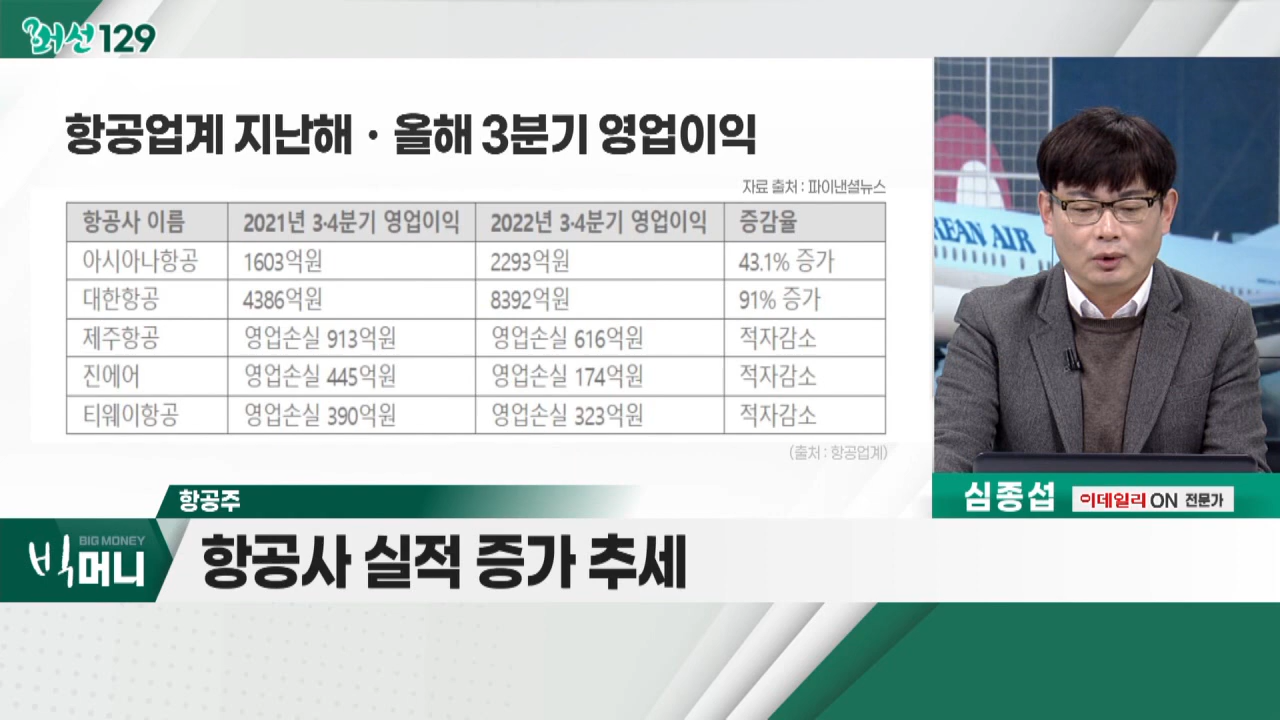 머선129
항공업계 지난해 · 올해 3분기 영업이익
자료 출처 : 파이낸셜뉴스
항공사 이름 2021년 3·4분기 영업이익 2022년 3·4분기 영업이익 증감율
아시아나항공 1603억원 2293억원 43.1% 증가
대한항공 4386억원 8392억원 91% 증가
제주항공 영업손실 913억원 영업손실 616억원 적자감소
진에어 영업손실 445억원 영업손실 174억원 적자감소
티웨이항공 영업손실 390억원 영업손실 323억원 적자감소
(출처 : 항공업계)
REAN AIR
심종섭 이데일리 ON 전문가
항공주
BIG MONEY
빅머니
항공사 실적 증가 추세